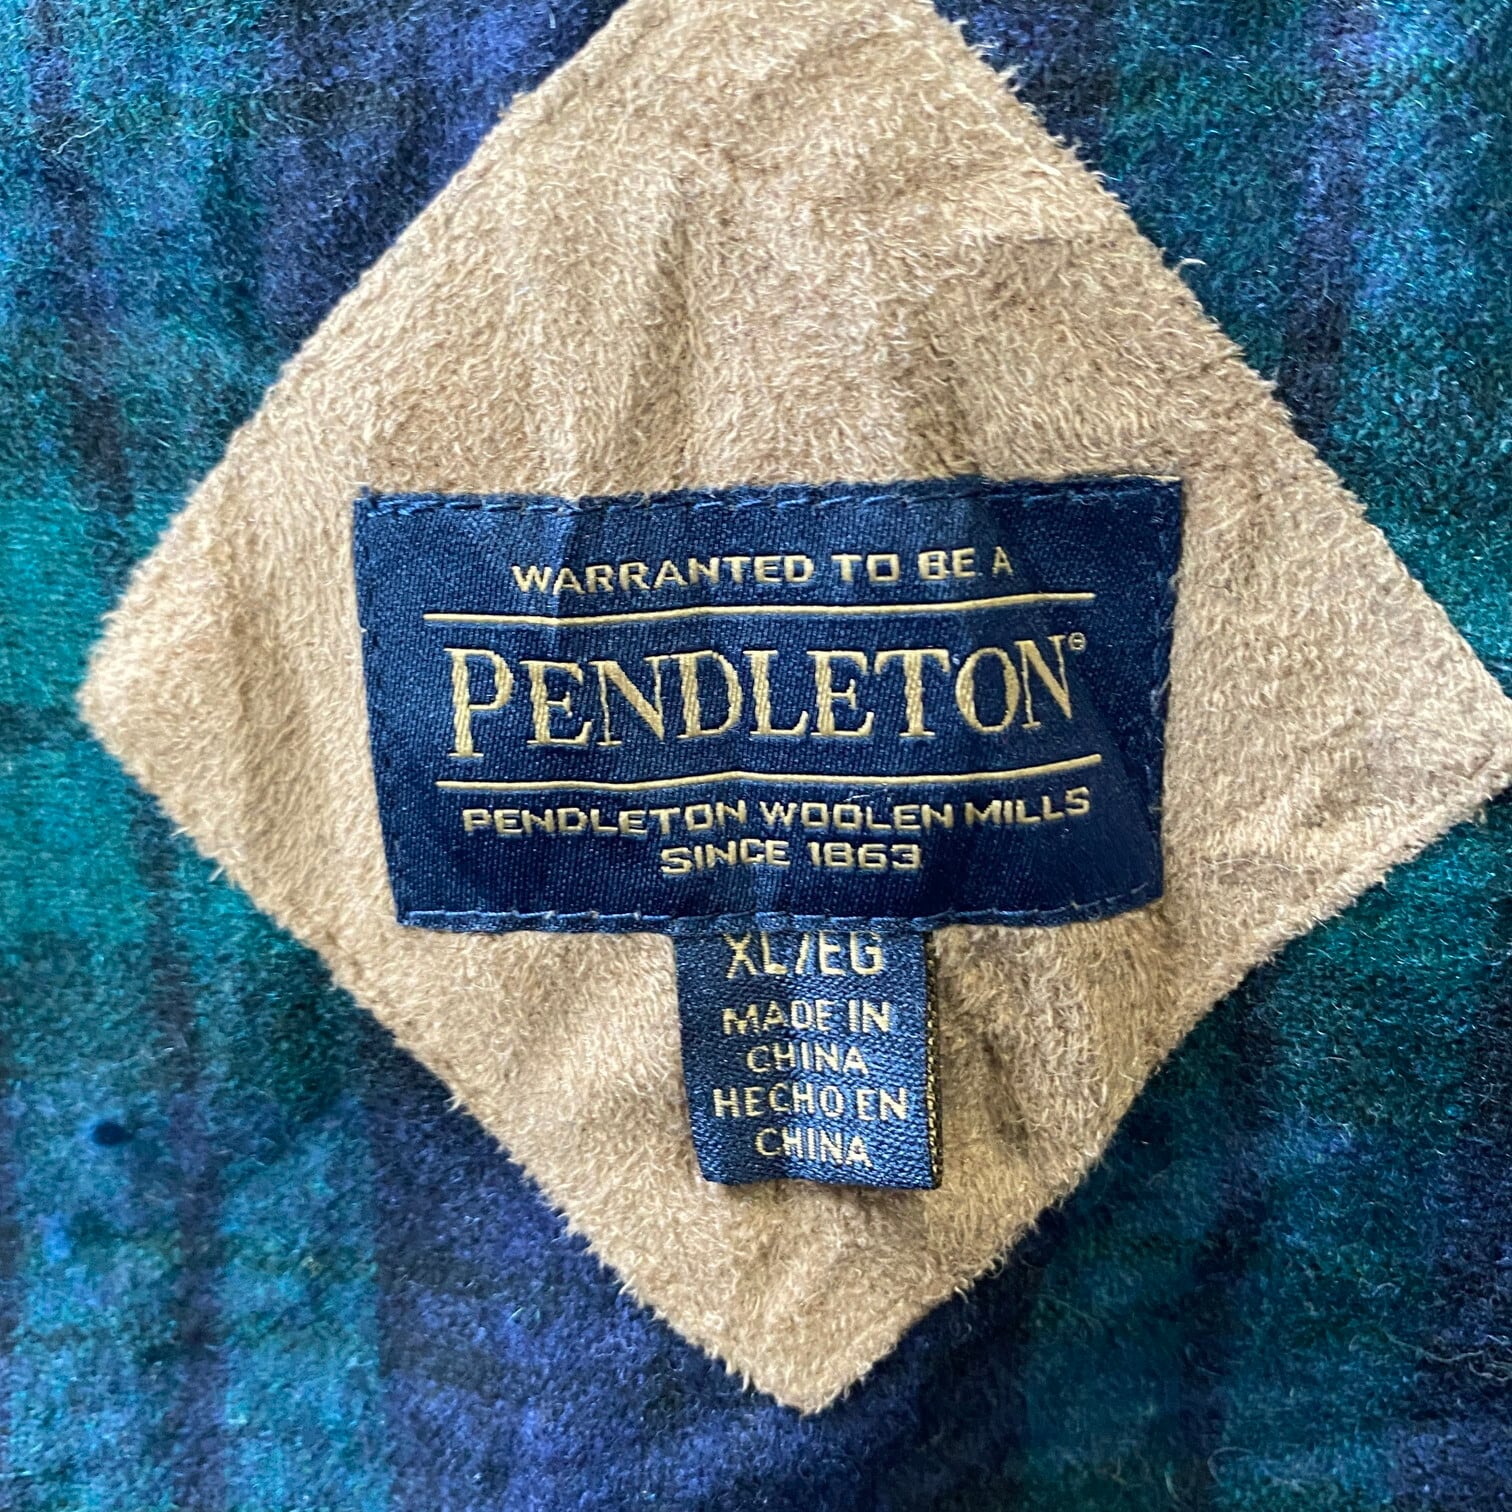 WARRANTED TO BE A
PENDLETON®
PENDLETON WOOLEN MILLS
SINCE 1863
XL/EG
MADE IN
CHINA
HECHO EN
CHINA